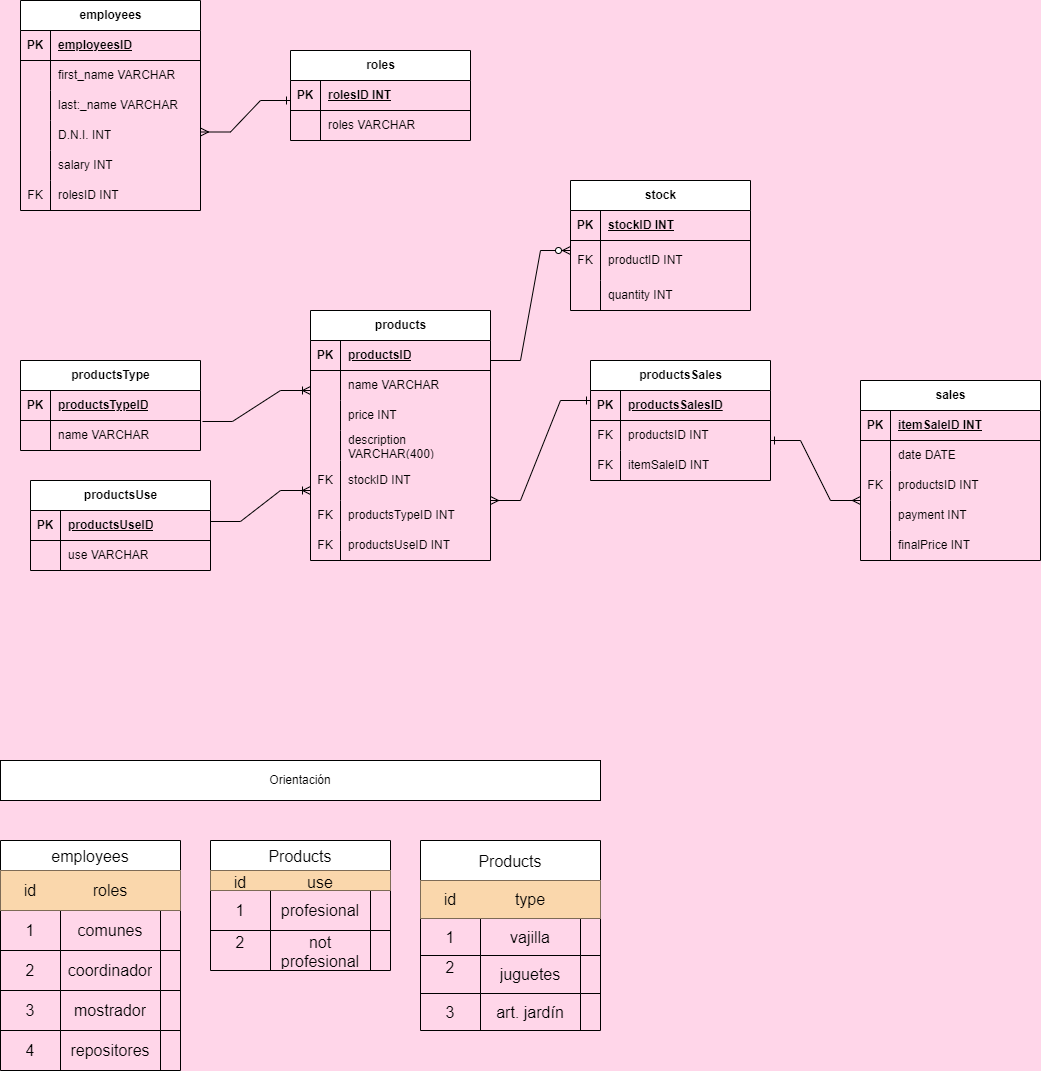 employees
PK employeesID
first_name VARCHAR
last:_name VARCHAR
D.N.I. INT
salary INT
FK rolesID INT
roles
PK rolesID INT
roles VARCHAR
stock
PK stockID INT
FK productID INT
quantity INT
products
PK productsID
name VARCHAR
price INT
description
VARCHAR(400)
FK stockID INT
FK productsTypeID INT
FK productsUseID INT
productsType
PK productsTypeID
name VARCHAR
productsUse
PK productsUseID
use VARCHAR
productsSales
PK productsSalesID
FK productsID INT
FK itemSaleID INT
sales
PK itemSaleID INT
date DATE
FK productsID INT
payment INT
finalPrice INT
Orientación
employees
id roles
1 comunes
2 coordinador
3 mostrador
4 repositores
Products
id use
1 profesional
2 not
profesional
Products
id type
1 vajilla
2 juguetes
3 art. jardín